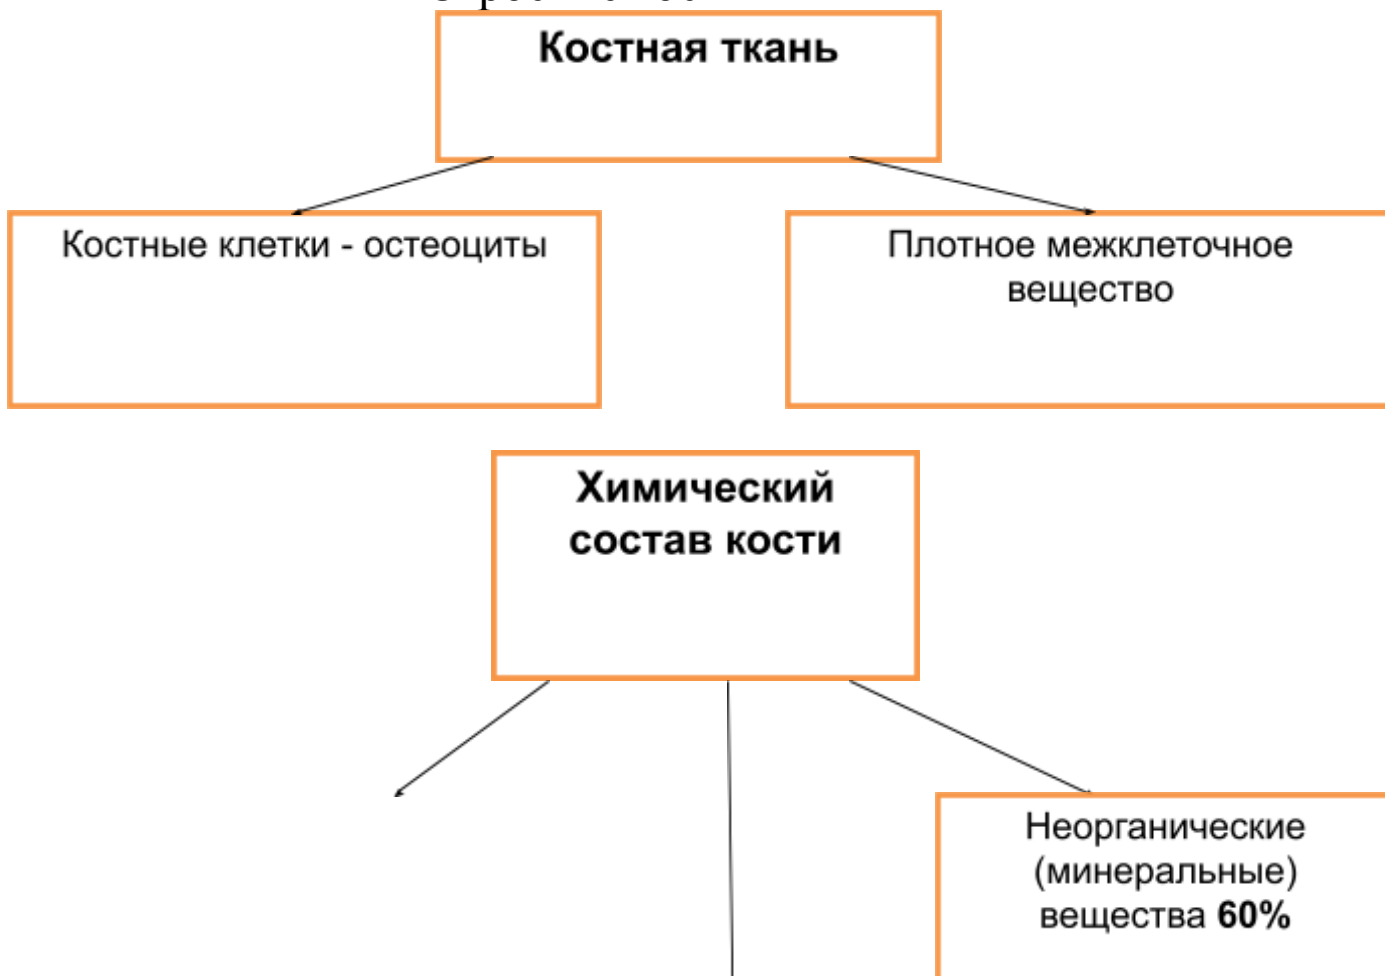 Костная ткань
Костные клетки - остеоциты
Плотное межклеточное
вещество
Химический
состав кости
Неорганические
(минеральные)
вещества 60%